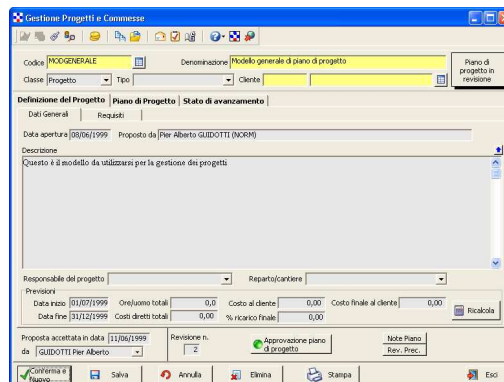 Gestione Progetti e Commesse
Codice MODGENERALE Denominazione Modello generale di piano di progetto
Piano di progetto in revisione
Classe Progetto Tipo Cliente
Definizione del Progetto Piano di Progetto Stato di avanzamento
Dati Generali Requisiti
Data apertura 08/06/1999 Proposto da Pier Alberto GUIDOTTI (NORM)
Descrizione
Questo è il modello da utilizzarsi per la gestione dei progetti
Responsabile del progetto Reparto/cantiere
Previsioni
Data inizio 01/07/1999 Ore/uomo totali 0,0 Costo al cliente 0,00 Costo finale al cliente 0,00
Data fine 31/12/1999 Costi diretti totali 0,00 % ricarico finale 0,00 Ricalcola
Proposta accettata in data 11/06/1999 Revisione n. Approvazione piano di progetto Note Piano
da GUIDOTTI Pier Alberto 2 Rev. Prec.
Conferma e Nuovo Salva Annulla Elimina Stampa Esci